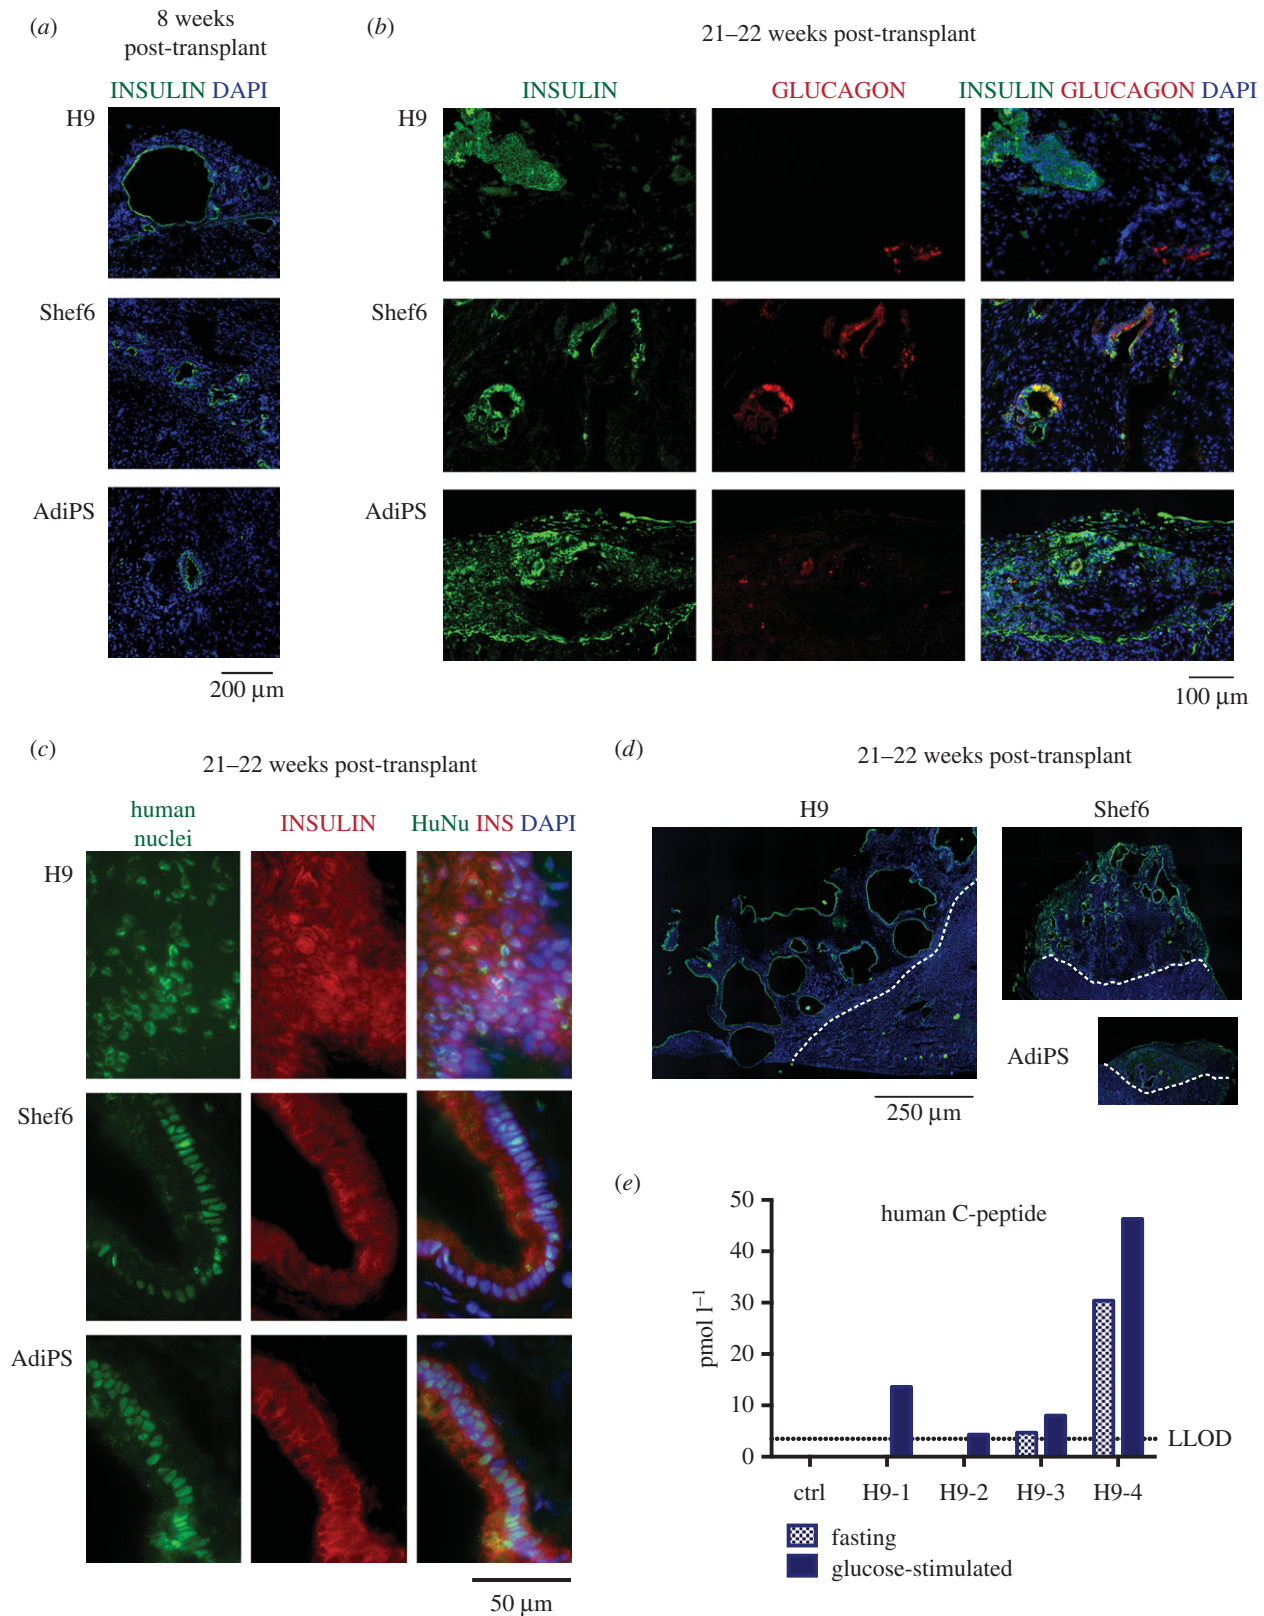 (a)
8 weeks
post-transplant
INSULIN DAPI
H9
Shef6
AdiPS
200 µm
(b)
21–22 weeks post-transplant
INSULIN
GLUCAGON
INSULIN GLUCAGON DAPI
H9
Shef6
AdiPS
100 µm
(c)
21–22 weeks post-transplant
human
nuclei
INSULIN
HuNu INS DAPI
H9
Shef6
AdiPS
50 µm
(d)
21–22 weeks post-transplant
H9
Shef6
AdiPS
250 µm
(e)
human C-peptide
pmol l⁻¹
50
40
30
20
10
0
LLOD
ctrl H9-1 H9-2 H9-3 H9-4
fasting
glucose-stimulated